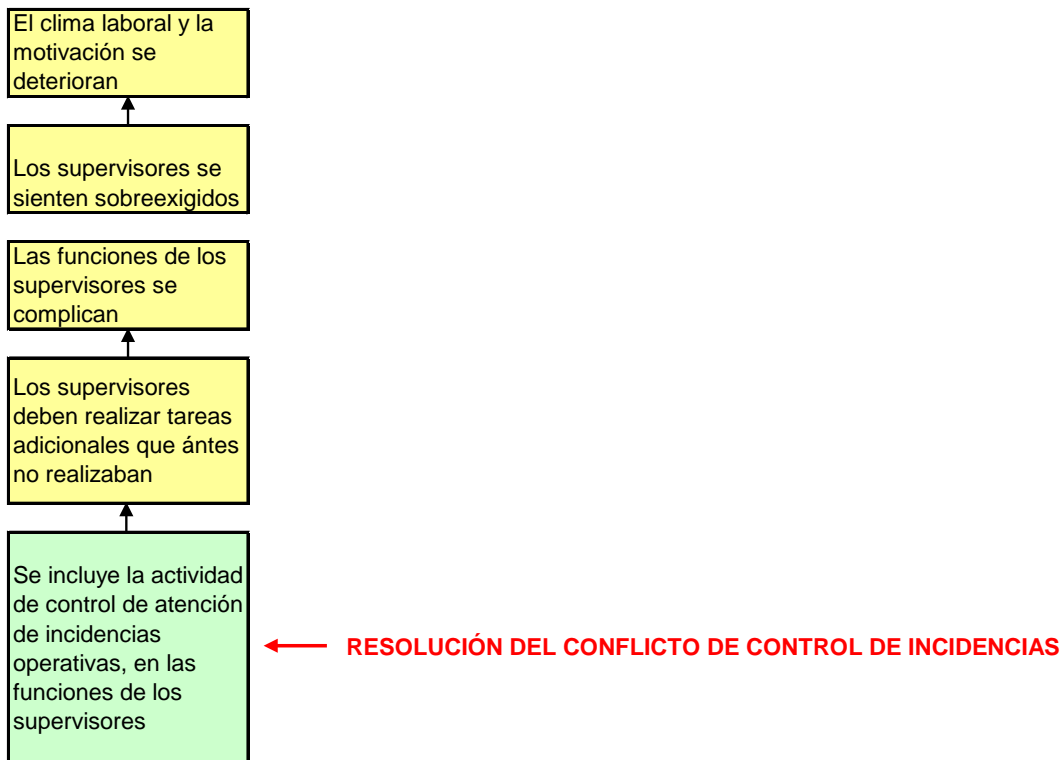 El clima laboral y la
motivación se
deterioran
Los supervisores se
sienten sobreexigidos
Las funciones de los
supervisores se
complican
Los supervisores
deben realizar tareas
adicionales que ántes
no realizaban
Se incluye la actividad
de control de atención
de incidencias
operativas, en las
funciones de los
supervisores
RESOLUCIÓN DEL CONFLICTO DE CONTROL DE INCIDENCIAS